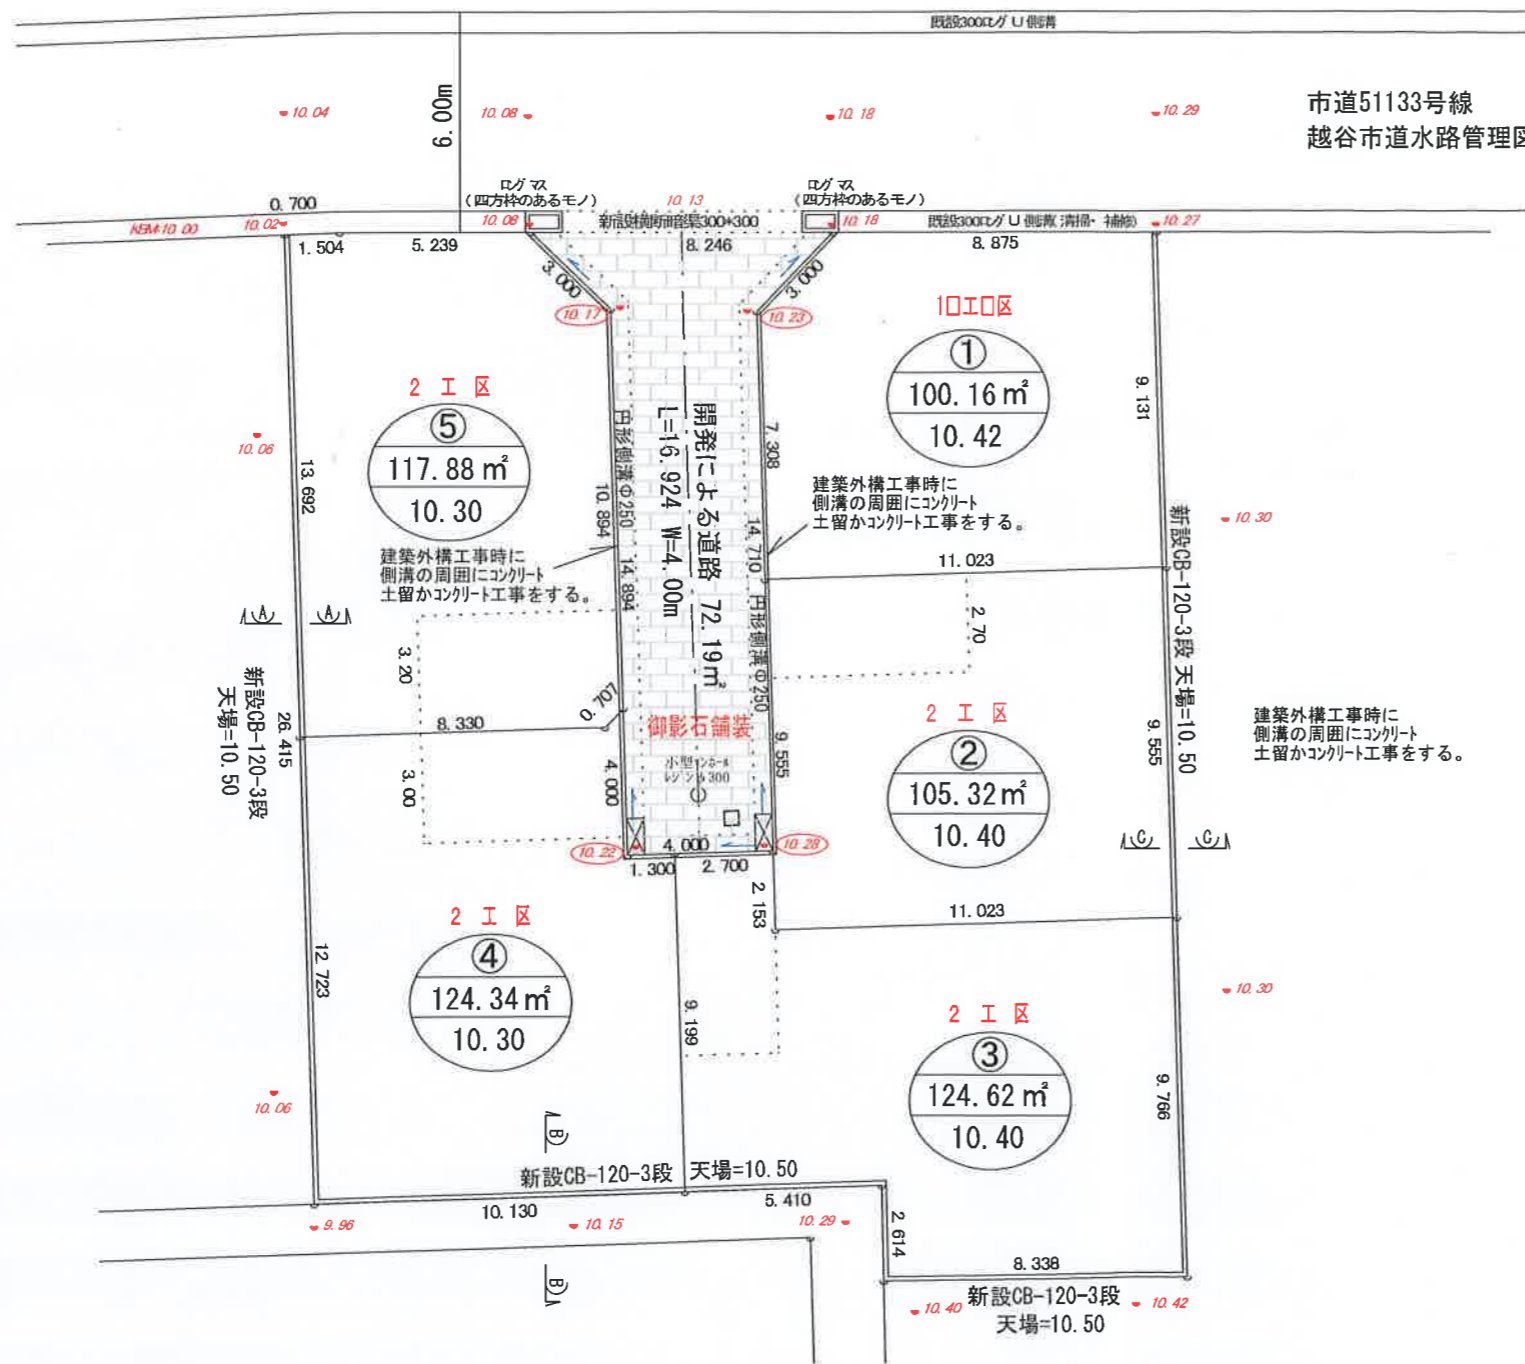 既設300ロングU側溝
市道51133号線
越谷市道水路管理図
6.00m
10.04
10.08
10.18
10.29
ログマス
(四方枠のあるモノ)
10.13
ログマス
(四方枠のあるモノ)
0.700
KBM=10.00
10.02
10.08
新設横断暗渠300*300
10.18
既設300ロングU側溝(清掃・補修)
10.27
1.504
5.239
8.246
8.875
3.000
3.000
10.17
10.23
1工区
①
100.16㎡
10.42
9.131
2 工 区
⑤
117.88㎡
10.30
10.06
13.692
円形側溝Φ250
10.894
14.894
開発による道路 72.19㎡
L=16.924 W=4.00m
7.308
14.710
円形側溝Φ250
建築外構工事時に
側溝の周囲にコンクリート
土留かコンクリート工事をする。
建築外構工事時に
側溝の周囲にコンクリート
土留かコンクリート工事をする。
11.023
10.30
新設CB-120-3段 天場=10.50
A
A
2.70
3.20
新設CB-120-3段
天場=10.50
26.415
8.330
0.707
御影石舗装
9.555
2 工 区
②
105.32㎡
10.40
9.555
建築外構工事時に
側溝の周囲にコンクリート
土留かコンクリート工事をする。
3.00
4.000
300
C
C
10.22
4.000
10.28
1.300
2.700
2.153
11.023
2 工 区
④
124.34㎡
10.30
12.723
9.199
10.30
2 工 区
③
124.62㎡
10.40
9.766
10.06
B
新設CB-120-3段 天場=10.50
10.130
5.410
9.96
10.15
10.29
2.614
B
8.338
新設CB-120-3段
天場=10.50
10.40
10.42